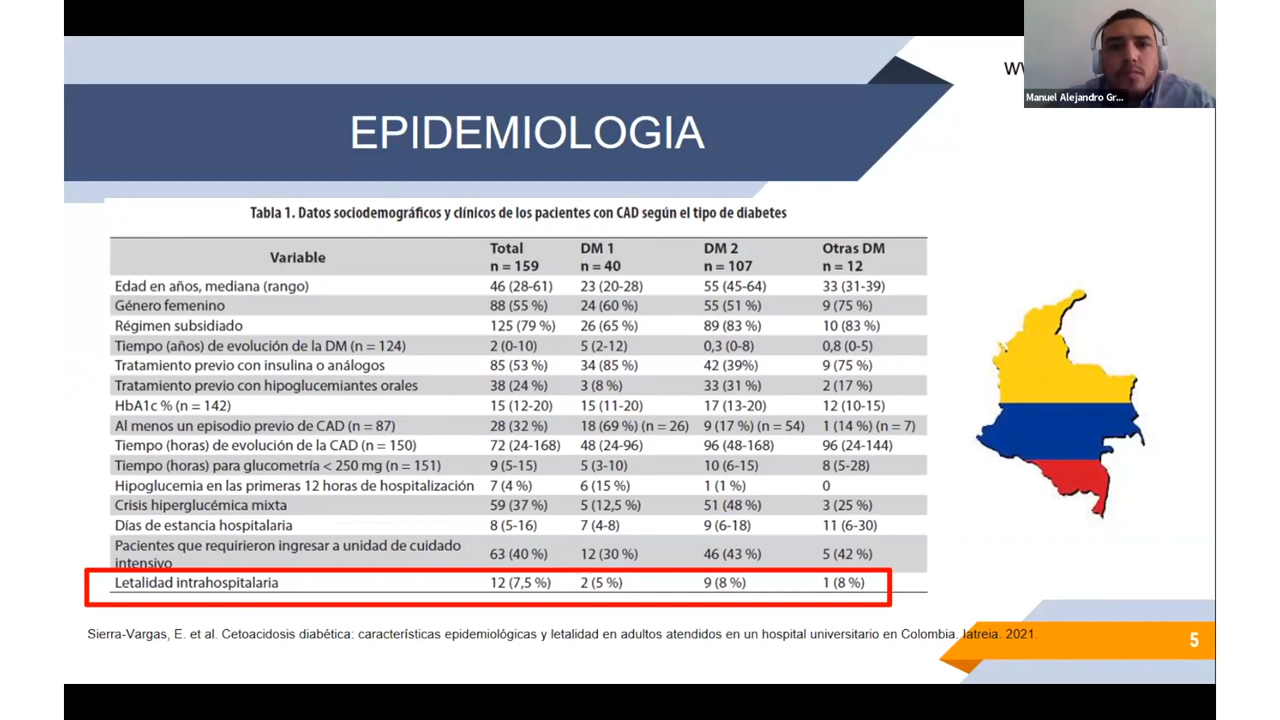 EPIDEMIOLOGIA
Manuel Alejandro Gr...
Tabla 1. Datos sociodemográficos y clínicos de los pacientes con CAD según el tipo de diabetes
Variable Total n = 159 DM 1 n = 40 DM 2 n = 107 Otras DM n = 12
Edad en años, mediana (rango) 46 (28-61) 23 (20-28) 55 (45-64) 33 (31-39)
Género femenino 88 (55 %) 24 (60 %) 55 (51 %) 9 (75 %)
Régimen subsidiado 125 (79 %) 26 (65 %) 89 (83 %) 10 (83 %)
Tiempo (años) de evolución de la DM (n = 124) 2 (0-10) 5 (2-12) 0,3 (0-8) 0,8 (0-5)
Tratamiento previo con insulina o análogos 85 (53 %) 34 (85 %) 42 (39%) 9 (75 %)
Tratamiento previo con hipoglucemiantes orales 38 (24 %) 3 (8 %) 33 (31 %) 2 (17 %)
HbA1c % (n = 142) 15 (12-20) 15 (11-20) 17 (13-20) 12 (10-15)
Al menos un episodio previo de CAD (n = 87) 28 (32 %) 18 (69 %) (n = 26) 9 (17 %) (n = 54) 1 (14 %) (n = 7)
Tiempo (horas) de evolución de la CAD (n = 150) 72 (24-168) 48 (24-96) 96 (48-168) 96 (24-144)
Tiempo (horas) para glucometría < 250 mg (n = 151) 9 (5-15) 5 (3-10) 10 (6-15) 8 (5-28)
Hipoglucemia en las primeras 12 horas de hospitalización 7 (4 %) 6 (15 %) 1 (1 %) 0
Crisis hiperglucémica mixta 59 (37 %) 5 (12,5 %) 51 (48 %) 3 (25 %)
Días de estancia hospitalaria 8 (5-16) 7 (4-8) 9 (6-18) 11 (6-30)
Pacientes que requirieron ingresar a unidad de cuidado
intensivo 63 (40 %) 12 (30 %) 46 (43 %) 5 (42 %)
Letalidad intrahospitalaria 12 (7,5 %) 2 (5 %) 9 (8 %) 1 (8 %)
Sierra-Vargas, E. et al. Cetoacidosis diabética: características epidemiológicas y letalidad en adultos atendidos en un hospital universitario en Colombia. Iatreia. 2021.
5